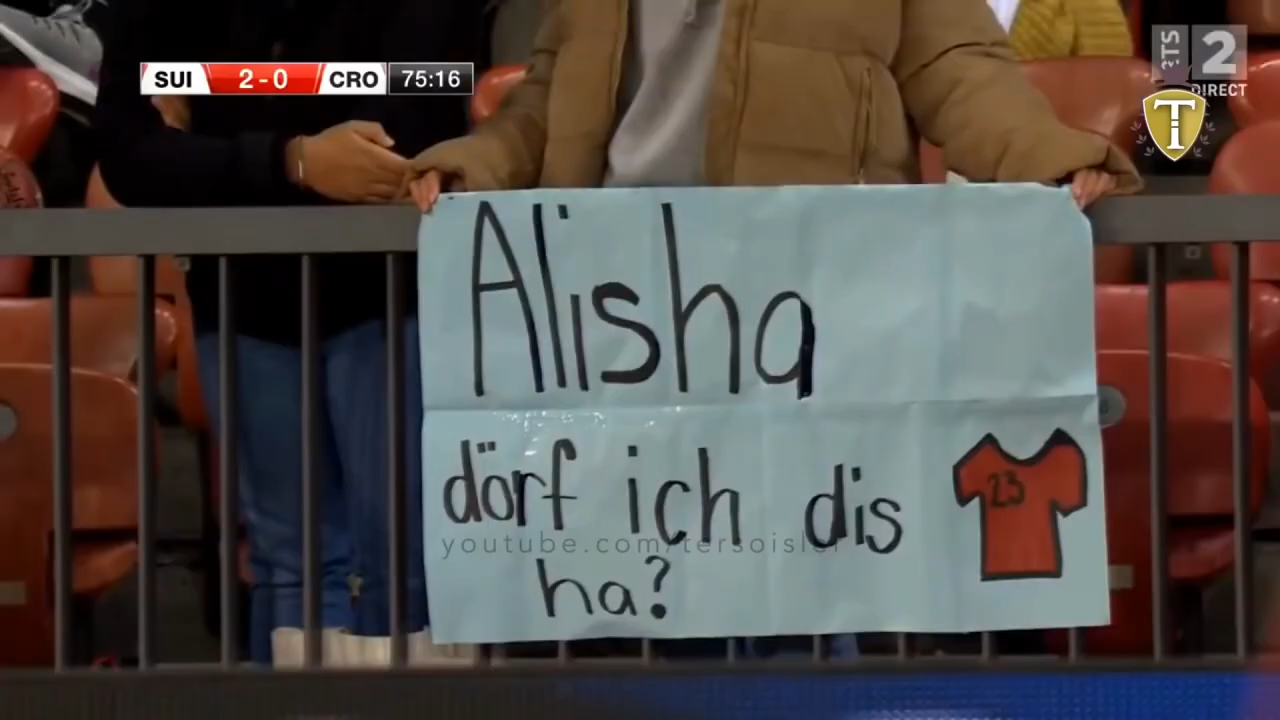 SUI 2-0 CRO 75:16
RTS 2
DIRECT
T
Alisha
dörf ich dis
23
youtube.com/tersoisler
ha?